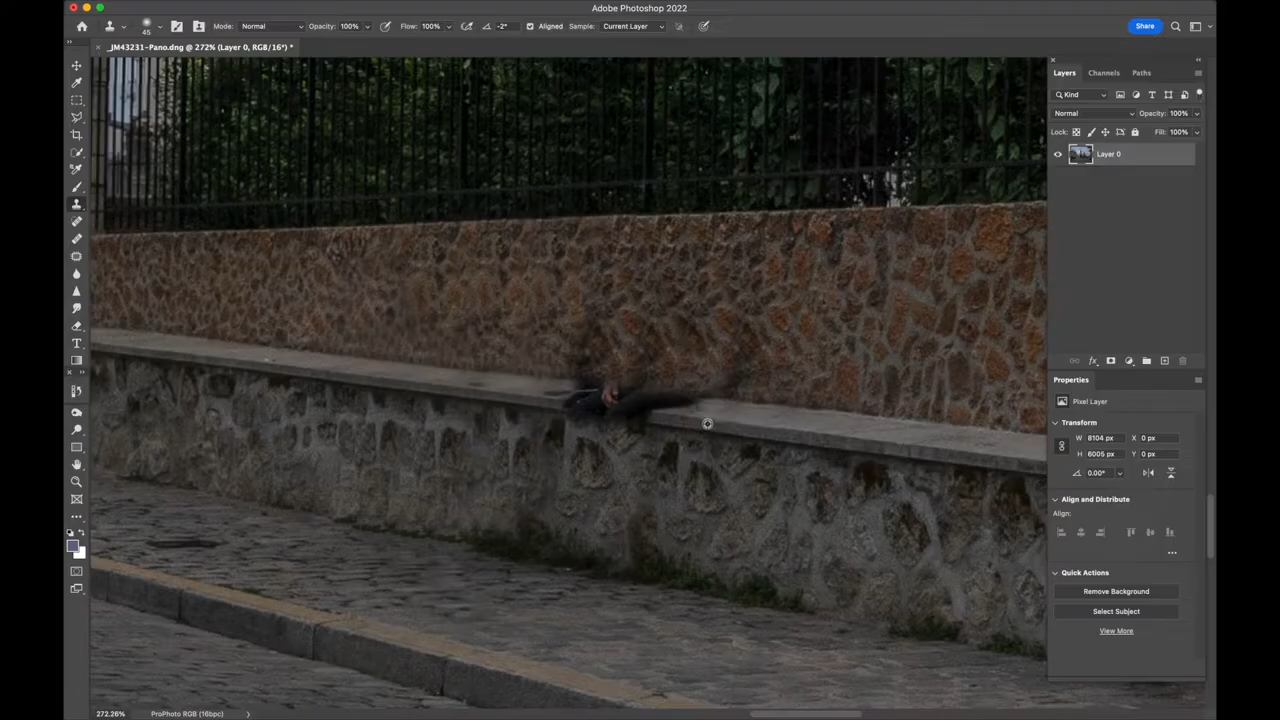 Adobe Photoshop 2022
45
Mode: Normal
Opacity: 100%
Flow: 100%
-2°
Aligned
Sample: Current Layer
Share
_JM43231-Pano.dng @ 272% (Layer 0, RGB/16*) *
Layers Channels Paths
Kind
Normal
Opacity: 100%
Lock:
Fill: 100%
Layer 0
Properties
Pixel Layer
Transform
W 8104 px X 0 px
H 6005 px Y 0 px
0.00°
Align and Distribute
Align:
Quick Actions
Remove Background
Select Subject
View More
272.26% ProPhoto RGB (16bpc)